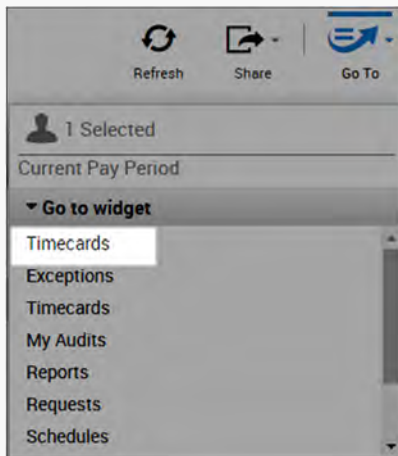 Refresh Share Go To
1 Selected
Current Pay Period
Go to widget
Timecards
Exceptions
Timecards
My Audits
Reports
Requests
Schedules